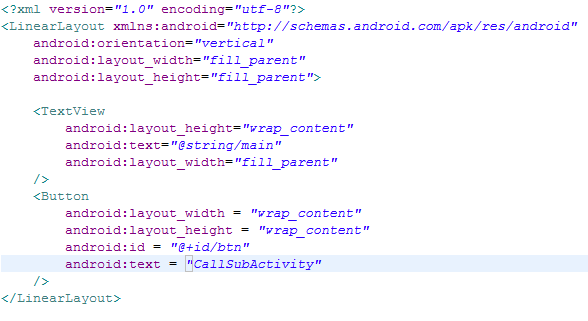 <?xml version="1.0" encoding="utf-8"?>
<LinearLayout xmlns:android="http://schemas.android.com/apk/res/android"
    android:orientation="vertical"
    android:layout_width="fill_parent"
    android:layout_height="fill_parent">

    <TextView
        android:layout_height="wrap_content"
        android:text="@string/main"
        android:layout_width="fill_parent"
    />
    <Button
        android:layout_width = "wrap_content"
        android:layout_height = "wrap_content"
        android:id = "@+id/btn"
        android:text = "CallSubActivity"
    />
</LinearLayout>